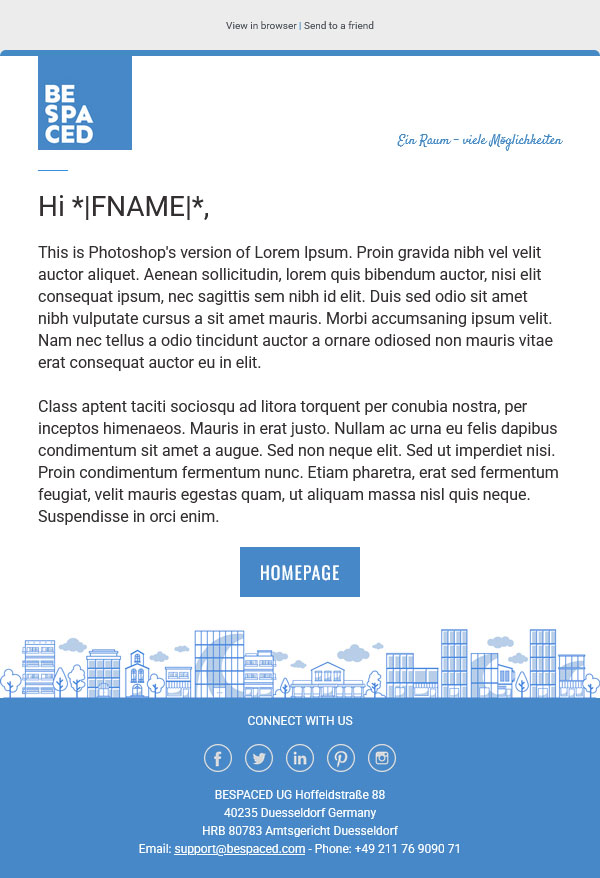 View in browser | Send to a friend
BE
SPA
CED
Ein Raum - viele Möglichkeiten
Hi *|FNAME|*,
This is Photoshop's version of Lorem Ipsum. Proin gravida nibh vel velit
auctor aliquet. Aenean sollicitudin, lorem quis bibendum auctor, nisi elit
consequat ipsum, nec sagittis sem nibh id elit. Duis sed odio sit amet
nibh vulputate cursus a sit amet mauris. Morbi accumsaning ipsum velit.
Nam nec tellus a odio tincidunt auctor a ornare odiosed non mauris vitae
erat consequat auctor eu in elit.
Class aptent taciti sociosqu ad litora torquent per conubia nostra, per
inceptos himenaeos. Mauris in erat justo. Nullam ac urna eu felis dapibus
condimentum sit amet a augue. Sed non neque elit. Sed ut imperdiet nisi.
Proin condimentum fermentum nunc. Etiam pharetra, erat sed fermentum
feugiat, velit mauris egestas quam, ut aliquam massa nisl quis neque.
Suspendisse in orci enim.
HOMEPAGE
CONNECT WITH US
BESPACED UG Hoffeldstraße 88
40235 Duesseldorf Germany
HRB 80783 Amtsgericht Duesseldorf
Email: support@bespaced.com - Phone: +49 211 76 9090 71